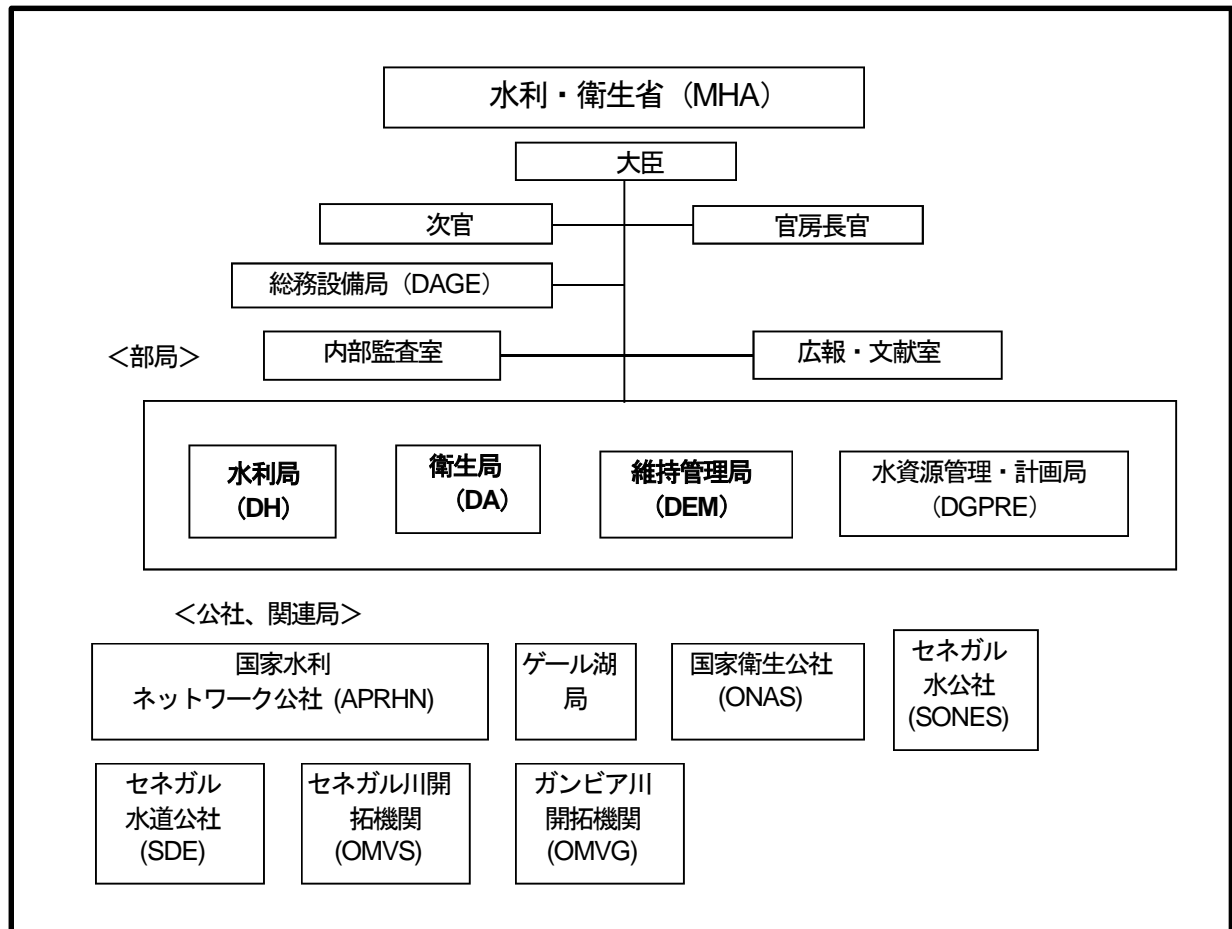 水利・衛生省（MHA）
大臣
次官
官房長官
総務設備局（DAGE）
＜部局＞
内部監査室
広報・文献室
水利局
（DH）
衛生局
（DA）
維持管理局
（DEM）
水資源管理・計画局
（DGPRE）
＜公社、関連局＞
国家水利
ネットワーク公社 (APRHN)
ゲール湖
局
国家衛生公社
(ONAS)
セネガル
水公社
(SONES)
セネガル
水道公社
(SDE)
セネガル川開
拓機関
(OMVS)
ガンビア川
開拓機関
(OMVG)